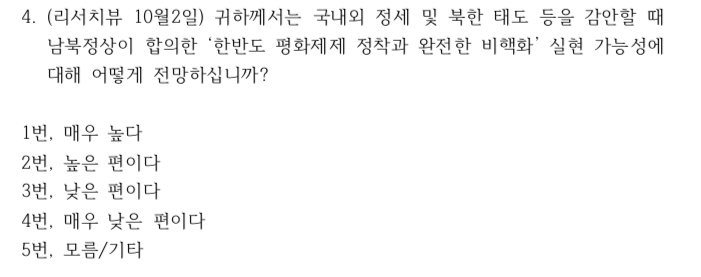 4. (리서치뷰 10월2일) 귀하께서는 국내외 정세 및 북한 태도 등을 감안할 때
남북정상이 합의한 ‘한반도 평화제제 정착과 완전한 비핵화’ 실현 가능성에
대해 어떻게 전망하십니까?
1번, 매우 높다
2번, 높은 편이다
3번, 낮은 편이다
4번, 매우 낮은 편이다
5번, 모름/기타